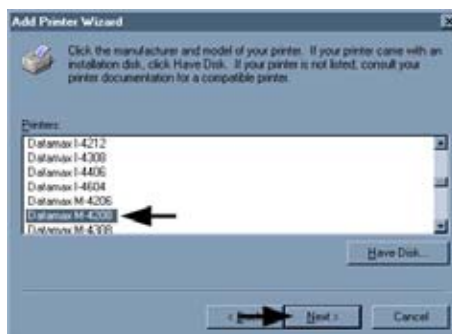 Add Printer Wizard
Click the manufacturer and model of your printer. If your printer came with an
installation disk, click Have Disk. If your printer is not listed, consult your
printer documentation for a compatible printer.
Printers:
Datamax I-4212
Datamax I-4308
Datamax I-4406
Datamax I-4604
Datamax M-4206
Datamax M-4208
Datamax M-4308
Have Disk...
< Next > Cancel